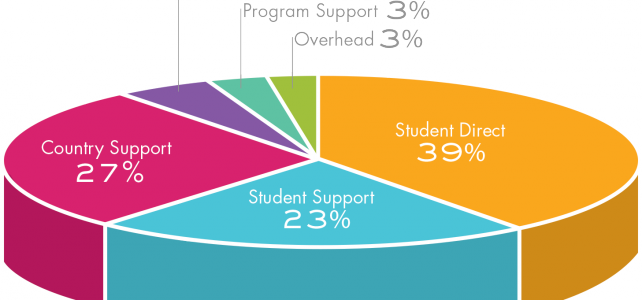 Program Support 3%
Overhead 3%
Student Direct
39%
Country Support
27%
Student Support
23%